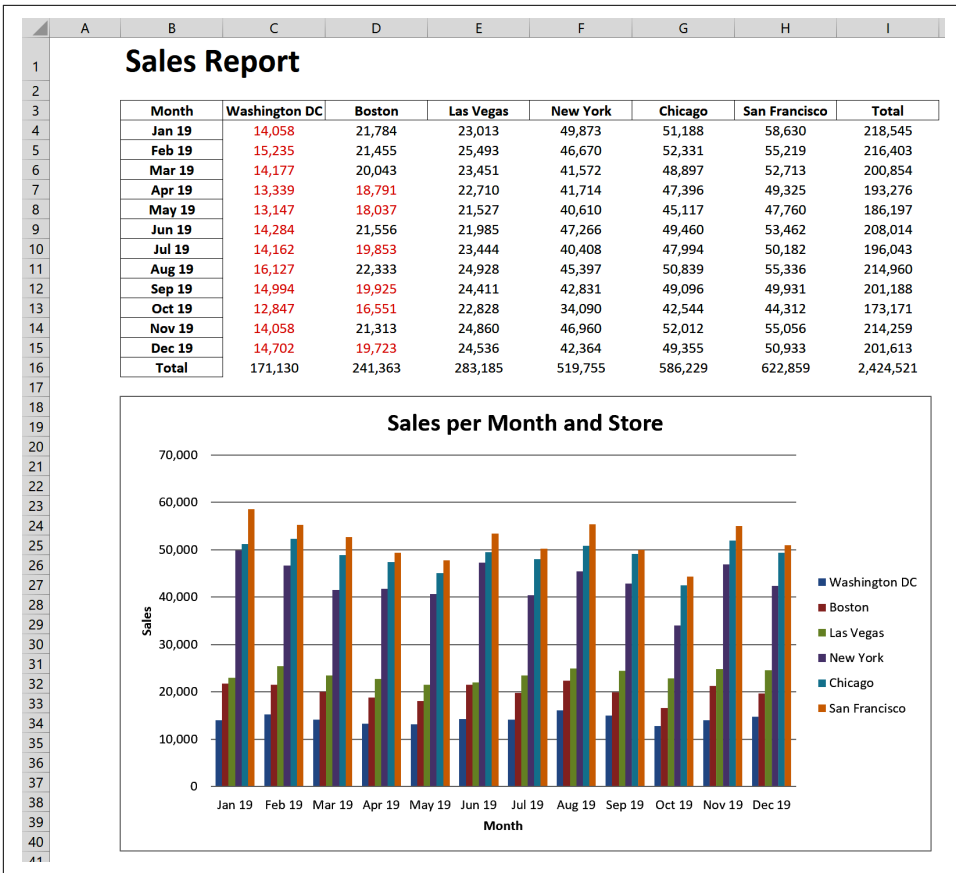 A B C D E F G H I
1 Sales Report
2
3 Month Washington DC Boston Las Vegas New York Chicago San Francisco Total
4 Jan 19 14,058 21,784 23,013 49,873 51,188 58,630 218,545
5 Feb 19 15,235 21,455 25,493 46,670 52,331 55,219 216,403
6 Mar 19 14,177 20,043 23,451 41,572 48,897 52,713 200,854
7 Apr 19 13,339 18,791 22,710 41,714 47,396 49,325 193,276
8 May 19 13,147 18,037 21,527 40,610 45,117 47,760 186,197
9 Jun 19 14,284 21,556 21,985 47,266 49,460 53,462 208,014
10 Jul 19 14,162 19,853 23,444 40,408 47,994 50,182 196,043
11 Aug 19 16,127 22,333 24,928 45,397 50,839 55,336 214,960
12 Sep 19 14,994 19,925 24,411 42,831 49,096 49,931 201,188
13 Oct 19 12,847 16,551 22,828 34,090 42,544 44,312 173,171
14 Nov 19 14,058 21,313 24,860 46,960 52,012 55,056 214,259
15 Dec 19 14,702 19,723 24,536 42,364 49,355 50,933 201,613
16 Total 171,130 241,363 283,185 519,755 586,229 622,859 2,424,521
17
18
19
20
21
22
23
24
25
26
27
28
29
30
31
32
33
34
35
36
37
38
39
40
41
Sales per Month and Store
70,000
60,000
50,000
40,000
30,000
20,000
10,000
0
Sales
Jan 19 Feb 19 Mar 19 Apr 19 May 19 Jun 19 Jul 19 Aug 19 Sep 19 Oct 19 Nov 19 Dec 19
Month
Washington DC
Boston
Las Vegas
New York
Chicago
San Francisco